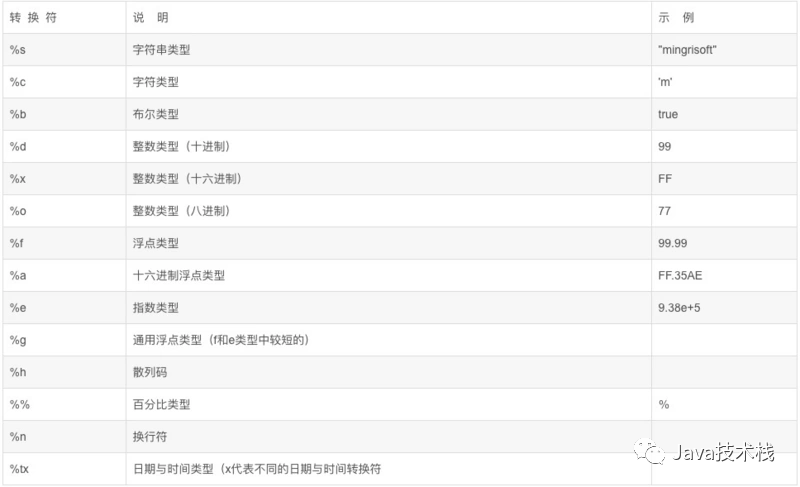 转 换 符 说 明 示 例
%s 字符串类型 "mingrisoft"
%c 字符类型 'm'
%b 布尔类型 true
%d 整数类型（十进制） 99
%x 整数类型（十六进制） FF
%o 整数类型（八进制） 77
%f 浮点类型 99.99
%a 十六进制浮点类型 FF.35AE
%e 指数类型 9.38e+5
%g 通用浮点类型（f和e类型中较短的）
%h 散列码
%% 百分比类型 %
%n 换行符
Java技术栈
%tx 日期与时间类型（x代表不同的日期与时间转换符